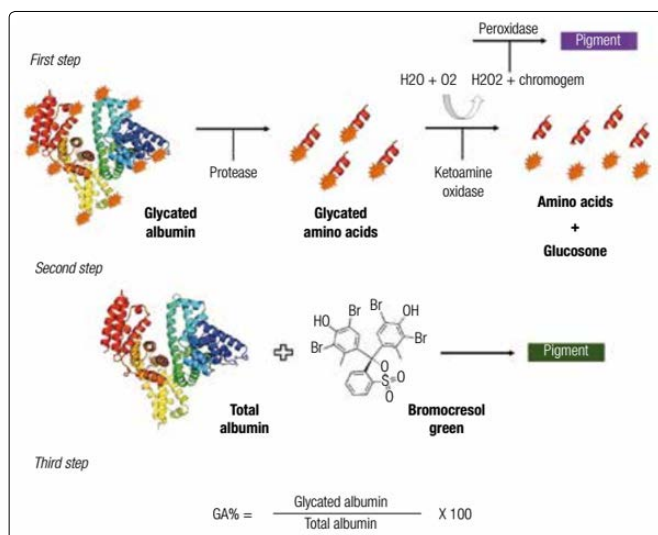 First step
Peroxidase
Pigment
H2O + O2 H2O2 + chromogem
Protease
Ketoamine
oxidase
Glycated
albumin
Glycated
amino acids
Amino acids
+
Glucosone
Second step
Br
HO
Br
Br
OH
Br
O
S
O
O
Pigment
Total
albumin
Bromocresol
green
Third step
GA% = Glycated albumin X 100
Total albumin